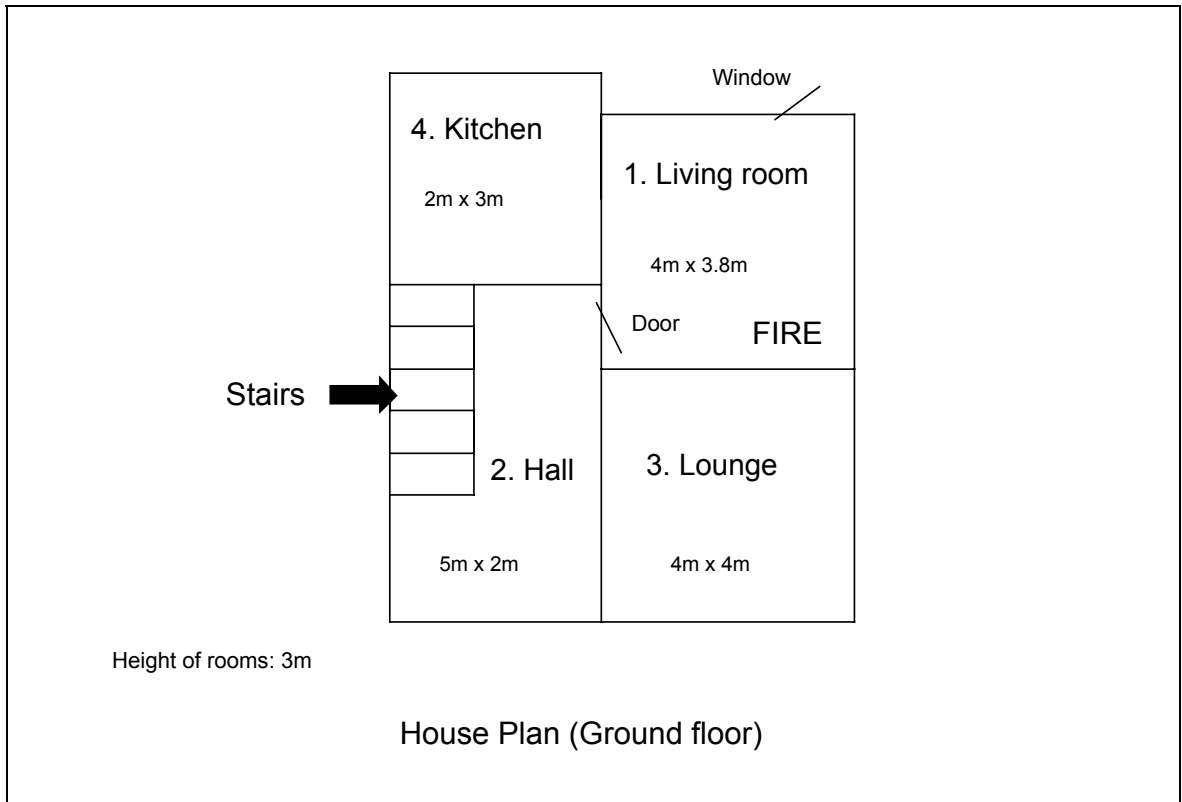 Window
4. Kitchen
1. Living room
2m x 3m
4m x 3.8m
Door
FIRE
Stairs
2. Hall
3. Lounge
5m x 2m
4m x 4m
Height of rooms: 3m
House Plan (Ground floor)